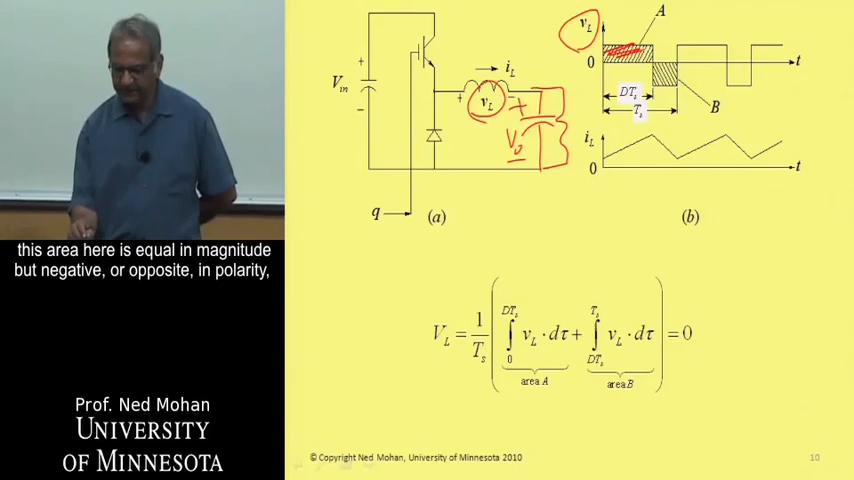 this area here is equal in magnitude
but negative, or opposite, in polarity,
Prof. Ned Mohan
UNIVERSITY
OF MINNESOTA
+
V_in
−
i_L
+ v_L −
+
V_o
q
(a)
v_L
A
0
t
DT_s
T_s
B
i_L
0
t
(b)
V_L = 1/T_s ( ∫_0^{DT_s} v_L · dτ + ∫_{DT_s}^{T_s} v_L · dτ ) = 0
area A
area B
© Copyright Ned Mohan, University of Minnesota 2010
10